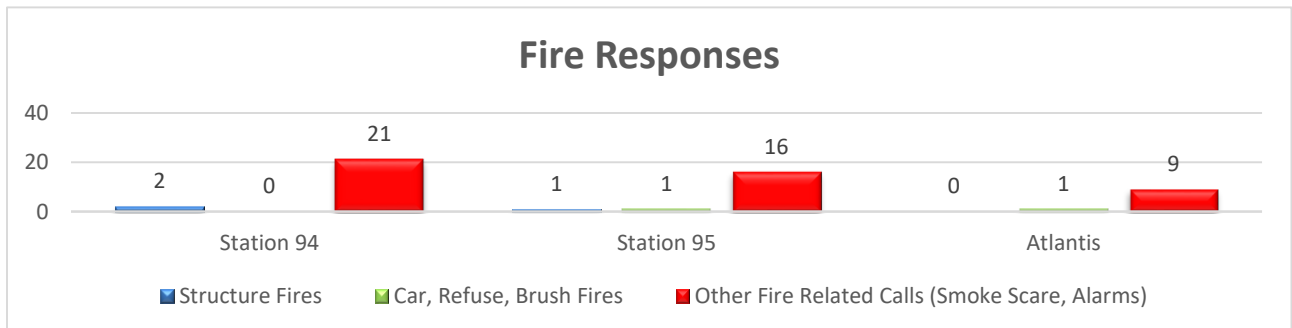 Fire Responses
40
20
0
2
0
21
1
1
16
0
1
9
Station 94
Station 95
Atlantis
Structure Fires
Car, Refuse, Brush Fires
Other Fire Related Calls (Smoke Scare, Alarms)